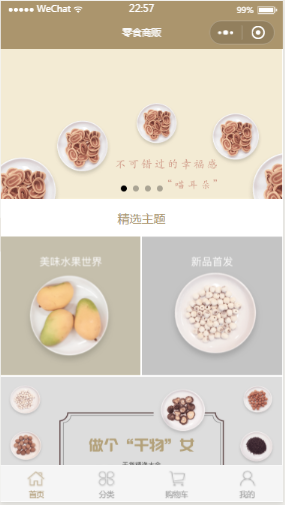 WeChat
22:57
99%
零食商贩
不可错过的幸福感
“喵耳朵”
精选主题
美味水果世界
新品首发
做个“干物”女
首页
分类
购物车
我的